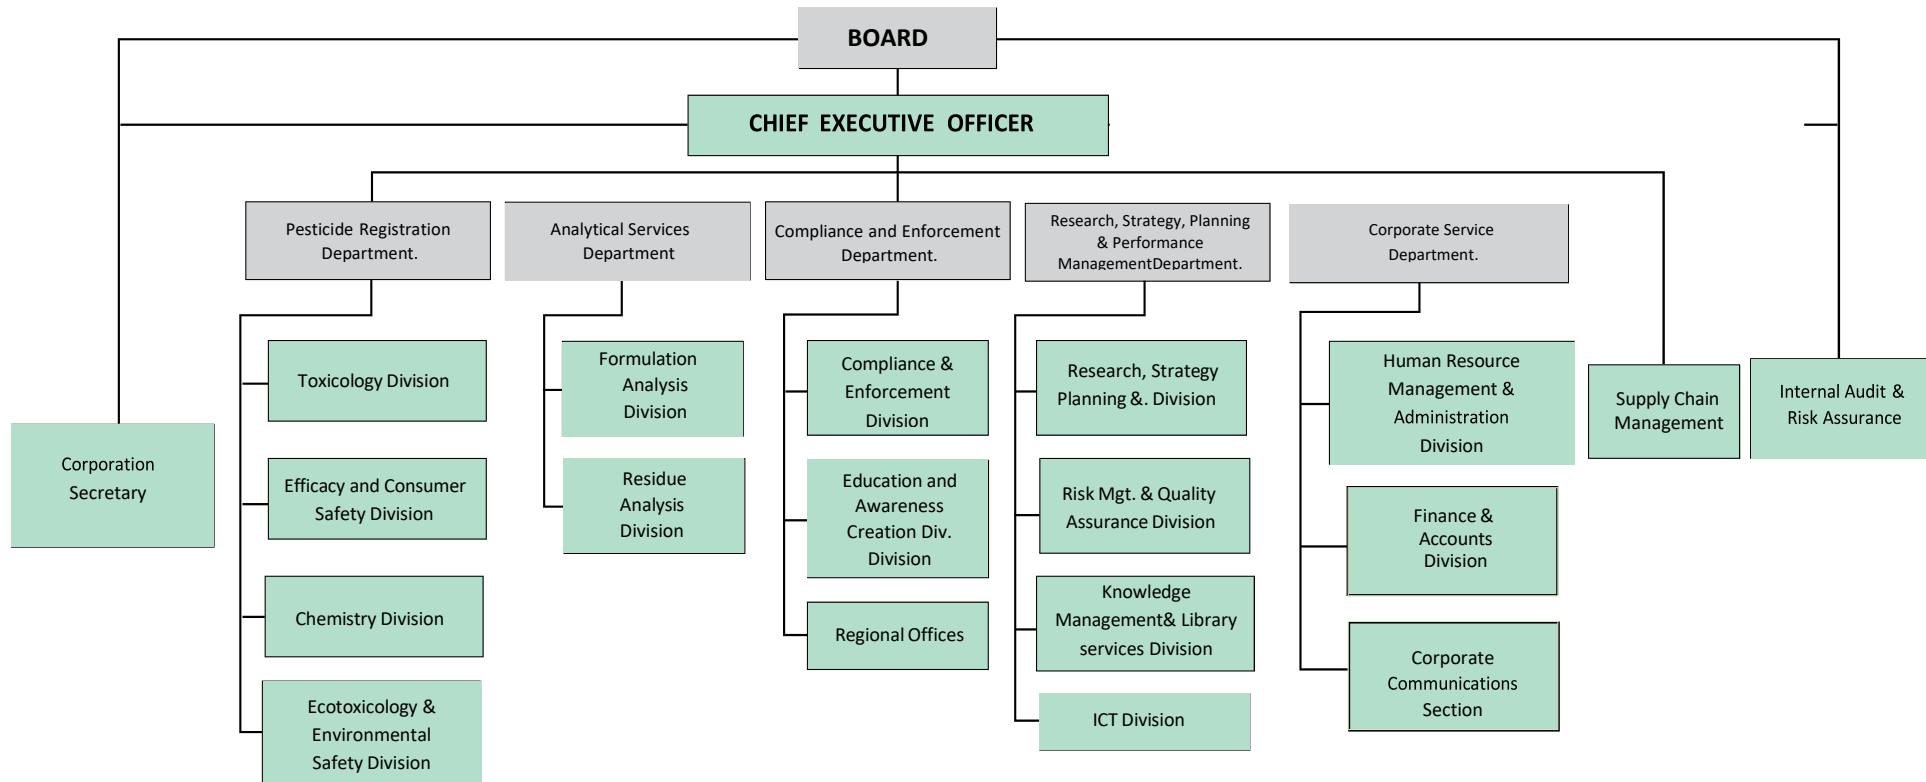 BOARD
CHIEF EXECUTIVE OFFICER
Pesticide Registration
Department.
Analytical Services
Department
Compliance and Enforcement
Department.
Research, Strategy, Planning
& Performance
ManagementDepartment.
Corporate Service
Department.
Corporation
Secretary
Toxicology Division
Efficacy and Consumer
Safety Division
Chemistry Division
Ecotoxicology &
Environmental
Safety Division
Formulation
Analysis
Division
Residue
Analysis
Division
Compliance &
Enforcement
Division
Education and
Awareness
Creation Div.
Division
Regional Offices
Research, Strategy
Planning &. Division
Risk Mgt. & Quality
Assurance Division
Knowledge
Management& Library
services Division
ICT Division
Human Resource
Management &
Administration
Division
Finance &
Accounts
Division
Corporate
Communications
Section
Supply Chain
Management
Internal Audit &
Risk Assurance